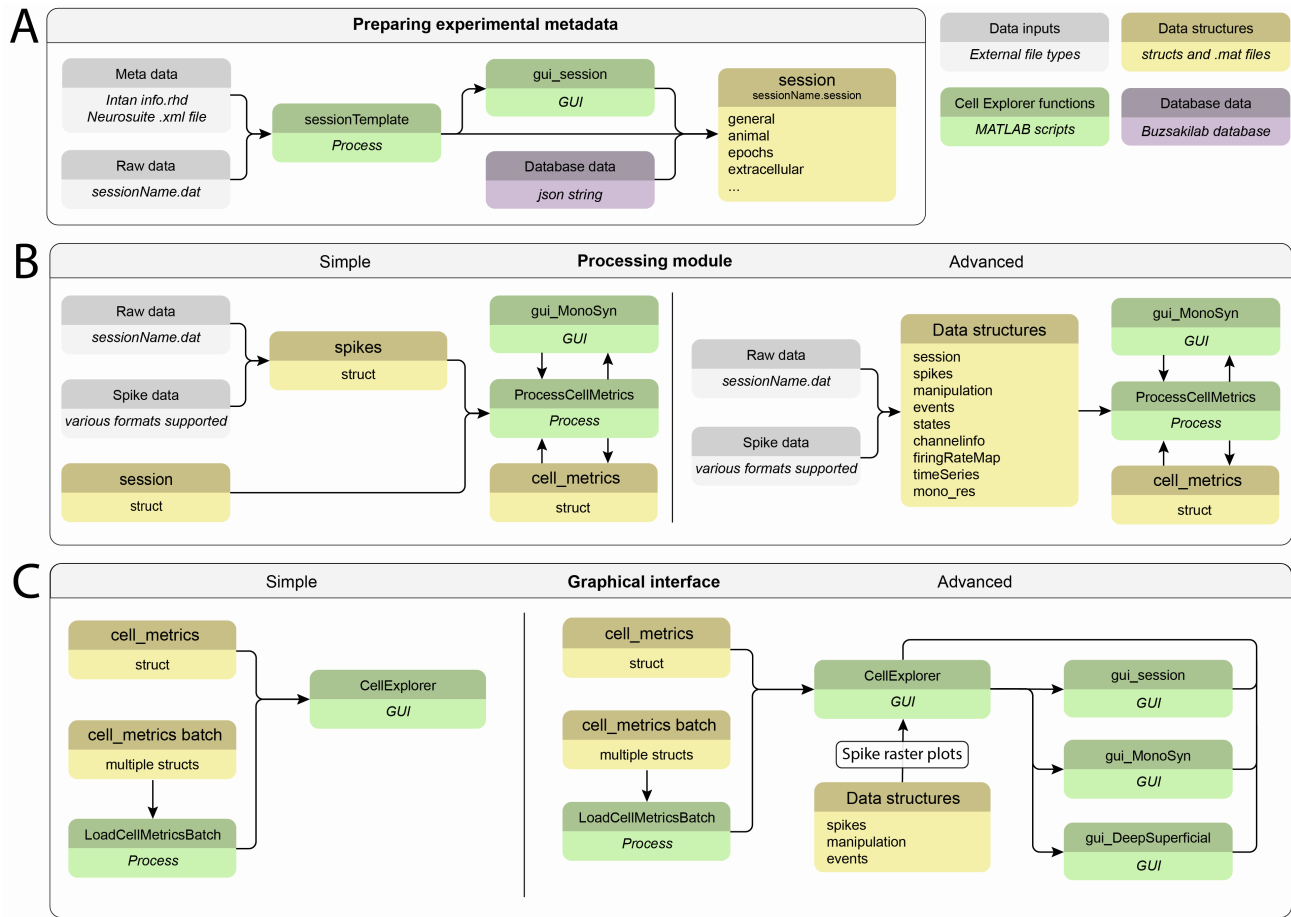 A
Preparing experimental metadata
Meta data
Intan info.rhd
Neurosuite .xml file
Raw data
sessionName.dat
sessionTemplate
Process
gui_session
GUI
Database data
json string
session
sessionName.session
general
animal
epochs
extracellular
...
Data inputs
External file types
Data structures
structs and .mat files
Cell Explorer functions
MATLAB scripts
Database data
Buzsakilab database
B
Simple
Processing module
Advanced
Raw data
sessionName.dat
Spike data
various formats supported
session
struct
spikes
struct
gui_MonoSyn
GUI
ProcessCellMetrics
Process
cell_metrics
struct
Raw data
sessionName.dat
Spike data
various formats supported
Data structures
session
spikes
manipulation
events
states
channelinfo
firingRateMap
timeSeries
mono_res
gui_MonoSyn
GUI
ProcessCellMetrics
Process
cell_metrics
struct
C
Simple
Graphical interface
Advanced
cell_metrics
struct
cell_metrics batch
multiple structs
LoadCellMetricsBatch
Process
CellExplorer
GUI
cell_metrics
struct
cell_metrics batch
multiple structs
LoadCellMetricsBatch
Process
CellExplorer
GUI
Spike raster plots
Data structures
spikes
manipulation
events
gui_session
GUI
gui_MonoSyn
GUI
gui_DeepSuperficial
GUI